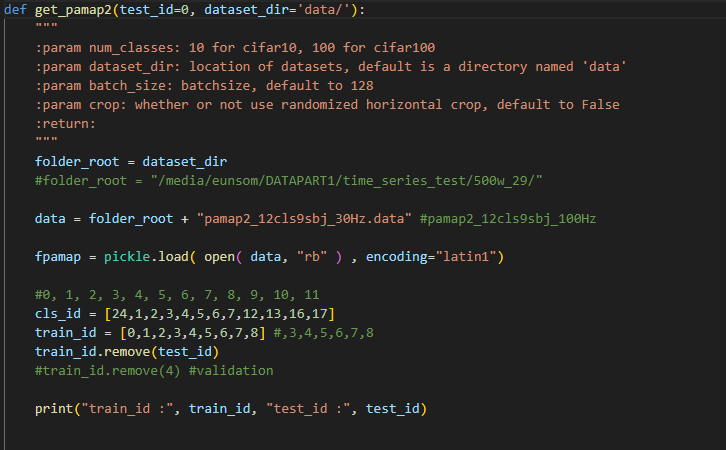 def get_pamap2(test_id=0, dataset_dir='data/'):
"""
:param num_classes: 10 for cifar10, 100 for cifar100
:param dataset_dir: location of datasets, default is a directory named 'data'
:param batch_size: batchsize, default to 128
:param crop: whether or not use randomized horizontal crop, default to False
:return:
"""
folder_root = dataset_dir
#folder_root = "/media/eunsom/DATAPART1/time_series_test/500w_29/"
data = folder_root + "pamap2_12cls9sbj_30Hz.data" #pamap2_12cls9sbj_100Hz
fpamap = pickle.load( open( data, "rb" ) , encoding="latin1")
#0, 1, 2, 3, 4, 5, 6, 7, 8, 9, 10, 11
cls_id = [24,1,2,3,4,5,6,7,12,13,16,17]
train_id = [0,1,2,3,4,5,6,7,8] #,3,4,5,6,7,8
train_id.remove(test_id)
#train_id.remove(4) #validation
print("train_id :", train_id, "test_id :", test_id)